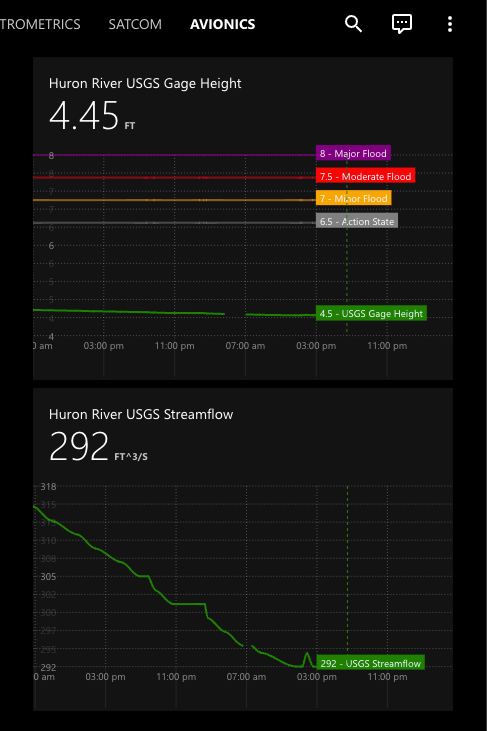 TROMETRICS SATCOM AVIONICS
Huron River USGS Gage Height
4.45 FT
8
8 - Major Flood
7.5 - Moderate Flood
7
7 - Minor Flood
6.5 - Action State
6
6
5
4
4.5 - USGS Gage Height
4
0 am 03:00 pm 11:00 pm 07:00 am 03:00 pm 11:00 pm
Huron River USGS Streamflow
292 FT^3/S
318
315
313
310
308
305
302
300
297
295
292
292 - USGS Streamflow
0 am 03:00 pm 11:00 pm 07:00 am 03:00 pm 11:00 pm